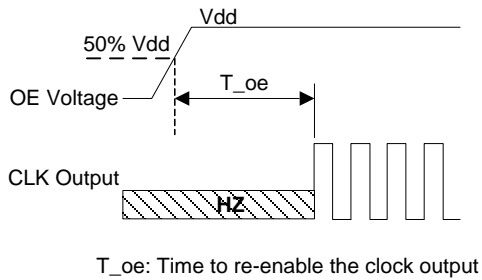 Vdd
50% Vdd
T_oe
OE Voltage
CLK Output
HZ
T_oe: Time to re-enable the clock output